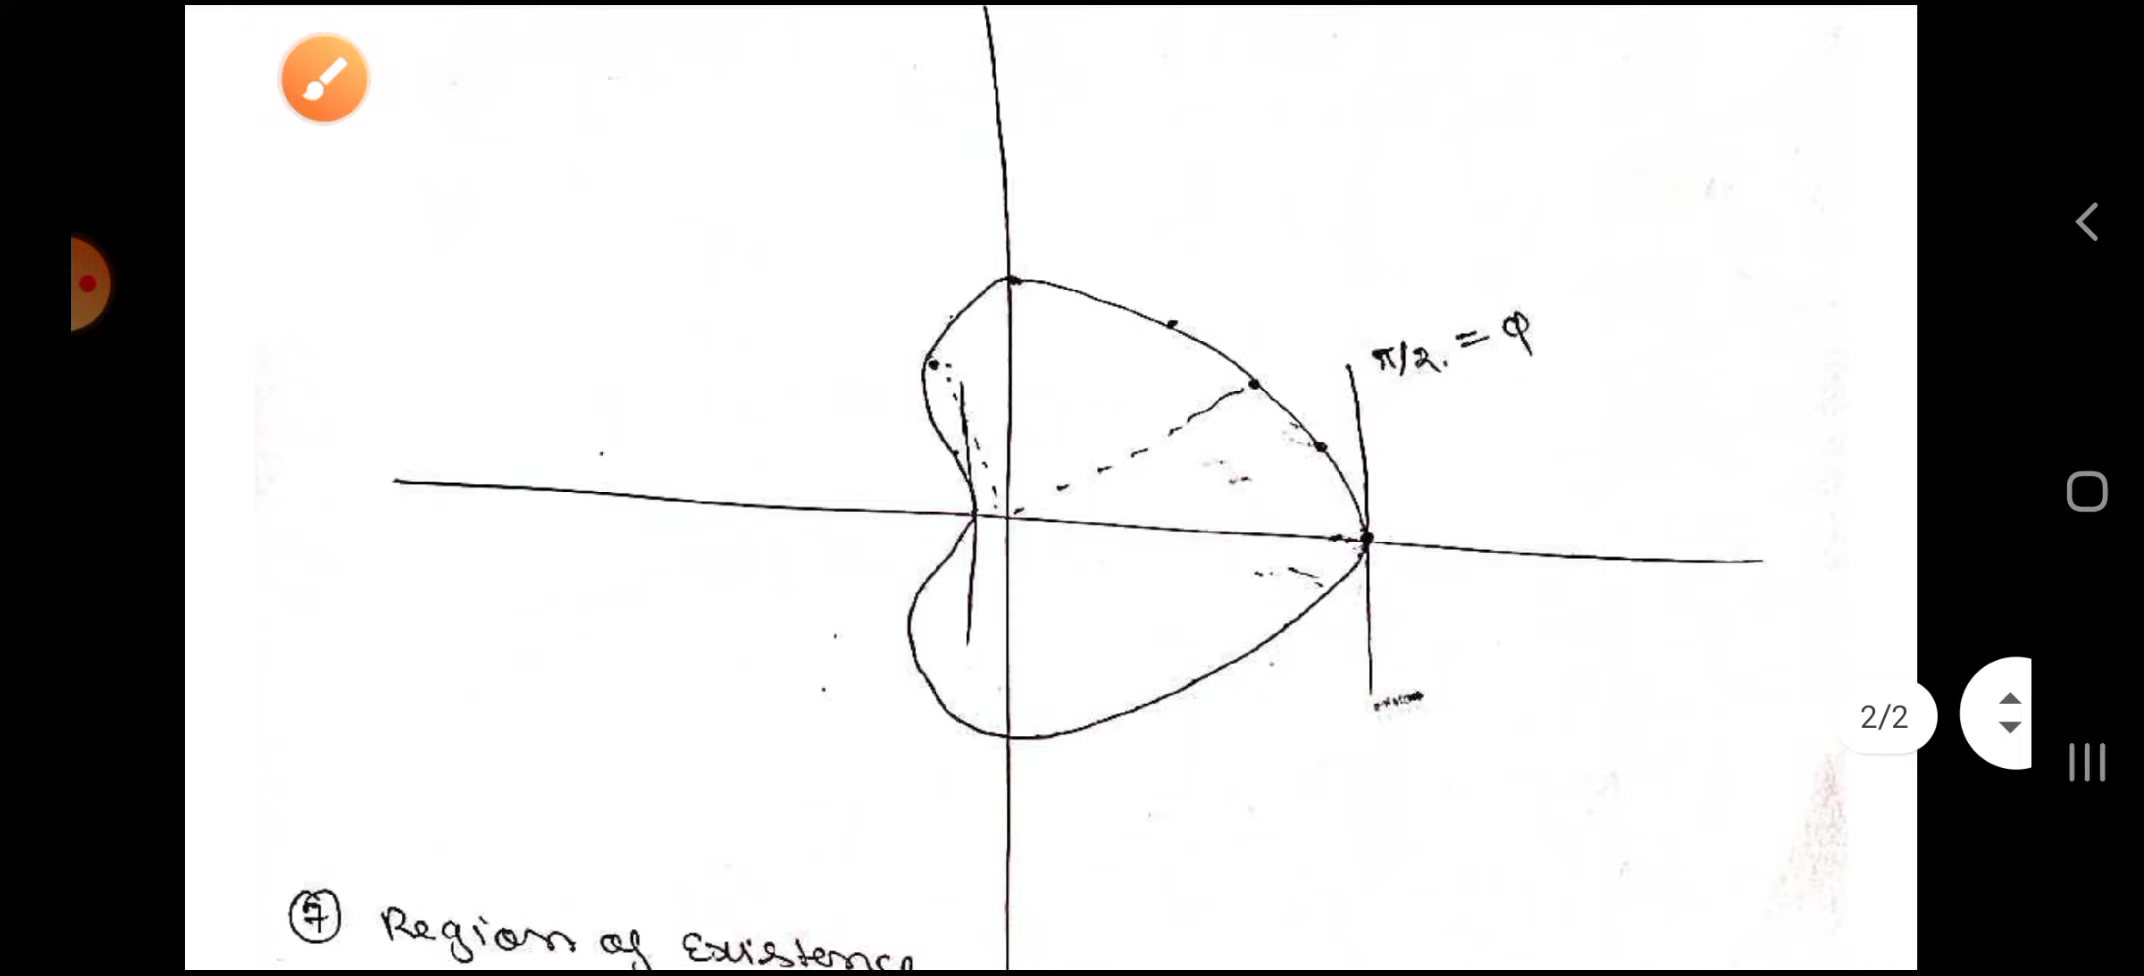 π/2. = φ
2/2
⑦ Region of Existence